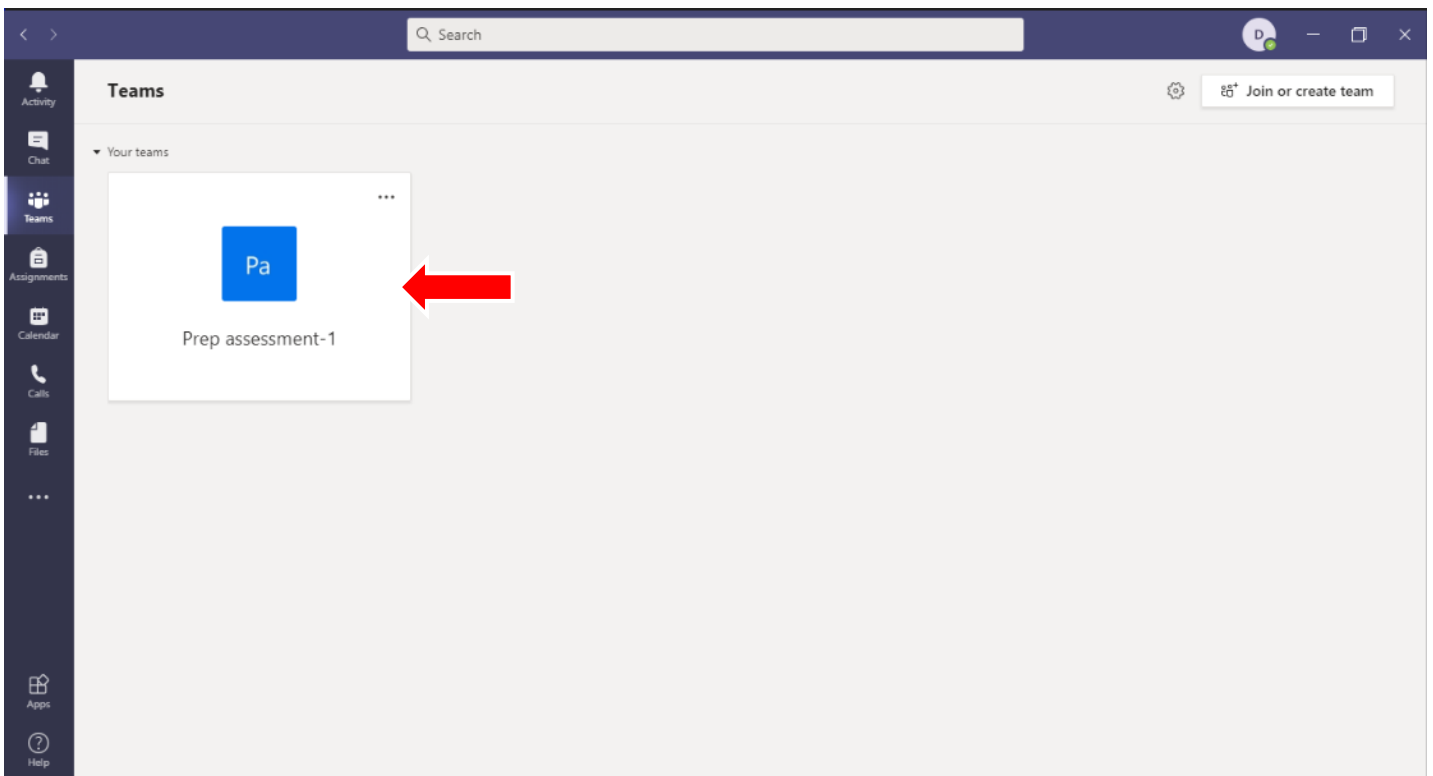 Search
D
Activity
Teams
Join or create team
Chat
Your teams
Teams
Pa
Assignments
Calendar
Prep assessment-1
Calls
Files
Apps
Help